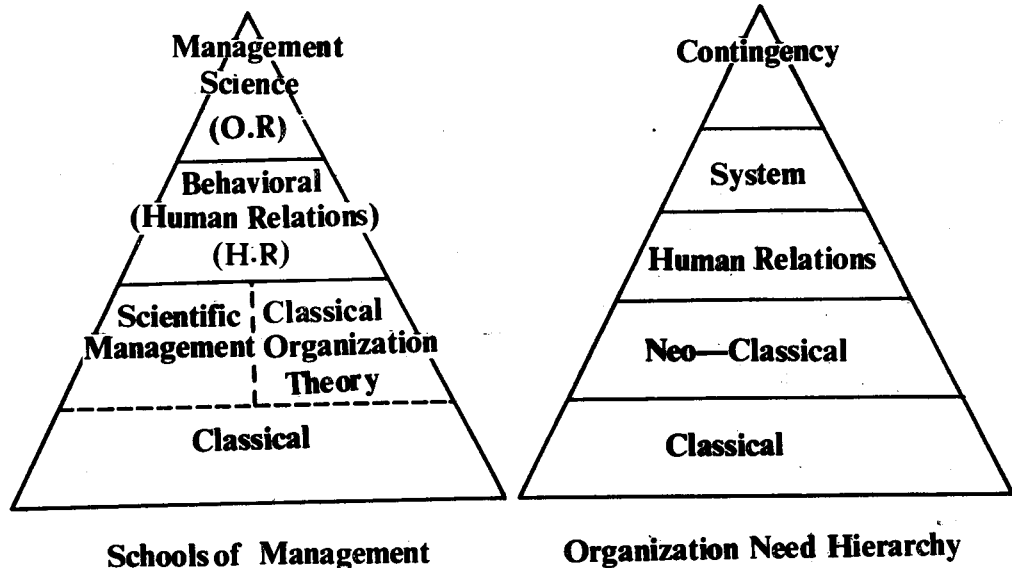 Management
Science
(O.R)
Behavioral
(Human Relations)
(H.R)
Scientific
Management
Classical
Organization
Theory
Classical
Schools of Management
Contingency
System
Human Relations
Neo—Classical
Classical
Organization Need Hierarchy